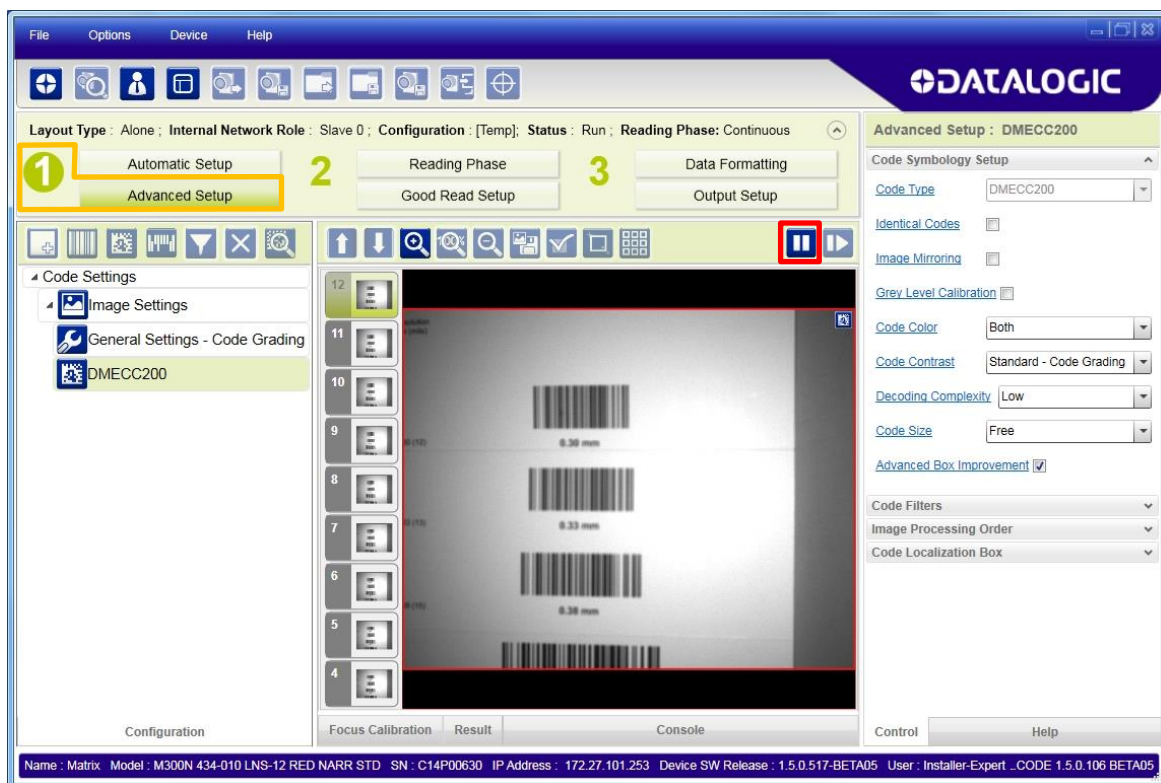 File Options Device Help
DATALOGIC
Layout Type : Alone ; Internal Network Role : Slave 0 ; Configuration : [Temp]; Status : Run ; Reading Phase: Continuous
1 Automatic Setup 2 Reading Phase 3 Data Formatting
Advanced Setup Good Read Setup Output Setup
Code Settings
Image Settings
General Settings - Code Grading
DMECC200
Configuration
100%
12
11
10
9
8
7
6
5
4
0.30 mm
0.33 mm
0.38 mm
Focus Calibration Result Console
Advanced Setup : DMECC200
Code Symbology Setup
Code Type DMECC200
Identical Codes
Image Mirroring
Grey Level Calibration
Code Color Both
Code Contrast Standard - Code Grading
Decoding Complexity Low
Code Size Free
Advanced Box Improvement
Code Filters
Image Processing Order
Code Localization Box
Control Help
Name : Matrix Model : M300N 434-010 LNS-12 RED NARR STD SN : C14P00630 IP Address : 172.27.101.253 Device SW Release : 1.5.0.517-BETA05 User : Installer-Expert _CODE 1.5.0.106 BETA05